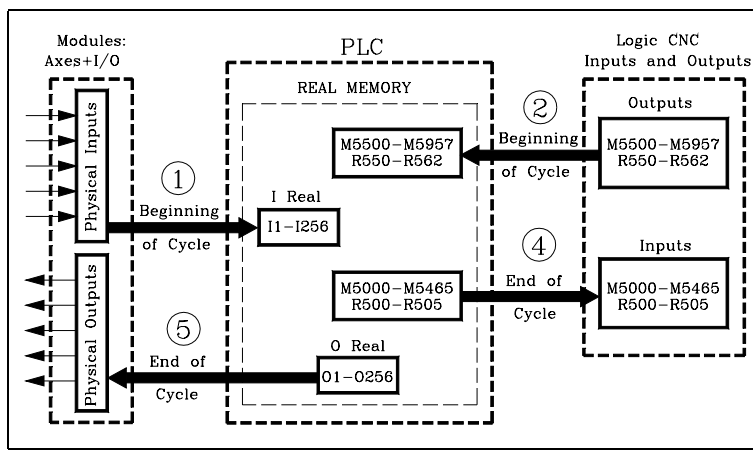 Modules:
Axes+I/O
PLC
Logic CNC
Inputs and Outputs
REAL MEMORY
Physical Inputs
1
Beginning
of Cycle
I Real
I1-I256
M5500-M5957
R550-R562
2
Beginning
of Cycle
Outputs
M5500-M5957
R550-R562
M5000-M5465
R500-R505
4
End of
Cycle
Inputs
M5000-M5465
R500-R505
Physical Outputs
5
End of
Cycle
O Real
O1-O256